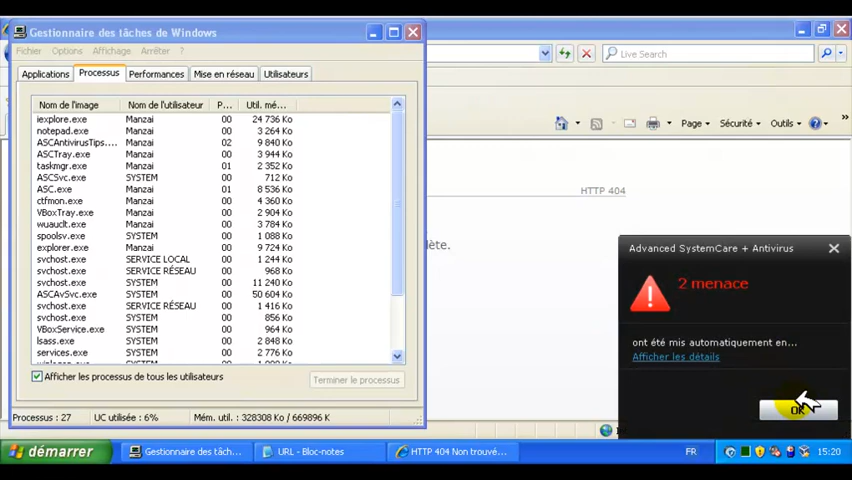 Gestionnaire des tâches de Windows
Fichier Options Affichage Arrêter ?
Applications Processus Performances Mise en réseau Utilisateurs
Nom de l'image Nom de l'utilisateur P... Util. mé...
iexplore.exe Manzai 00 24 736 Ko
notepad.exe Manzai 00 3 264 Ko
ASCAntivirusTips.... Manzai 02 9 840 Ko
ASCTray.exe Manzai 00 3 944 Ko
taskmgr.exe Manzai 01 2 352 Ko
ASCSvc.exe SYSTEM 00 712 Ko
ASC.exe Manzai 01 8 536 Ko
ctfmon.exe Manzai 00 4 360 Ko
VBoxTray.exe Manzai 00 2 904 Ko
wuauclt.exe Manzai 00 3 784 Ko
spoolsv.exe SYSTEM 00 1 088 Ko
explorer.exe Manzai 00 9 724 Ko
svchost.exe SERVICE LOCAL 00 1 244 Ko
svchost.exe SERVICE RÉSEAU 00 968 Ko
svchost.exe SYSTEM 00 11 240 Ko
ASCAvSvc.exe SYSTEM 00 50 604 Ko
svchost.exe SERVICE RÉSEAU 00 1 416 Ko
svchost.exe SYSTEM 00 856 Ko
VBoxService.exe SYSTEM 00 964 Ko
lsass.exe SYSTEM 00 2 848 Ko
services.exe SYSTEM 00 2 776 Ko
Afficher les processus de tous les utilisateurs
Terminer le processus
Processus : 27 UC utilisée : 6% Mém. util. : 328308 Ko / 669896 K
Live Search
Page Sécurité Outils
HTTP 404
lète.
Advanced SystemCare + Antivirus
2 menace
ont été mis automatiquement en...
Afficher les détails
OK
démarrer Gestionnaire des tâch... URL - Bloc-notes HTTP 404 Non trouvé... FR 15:20